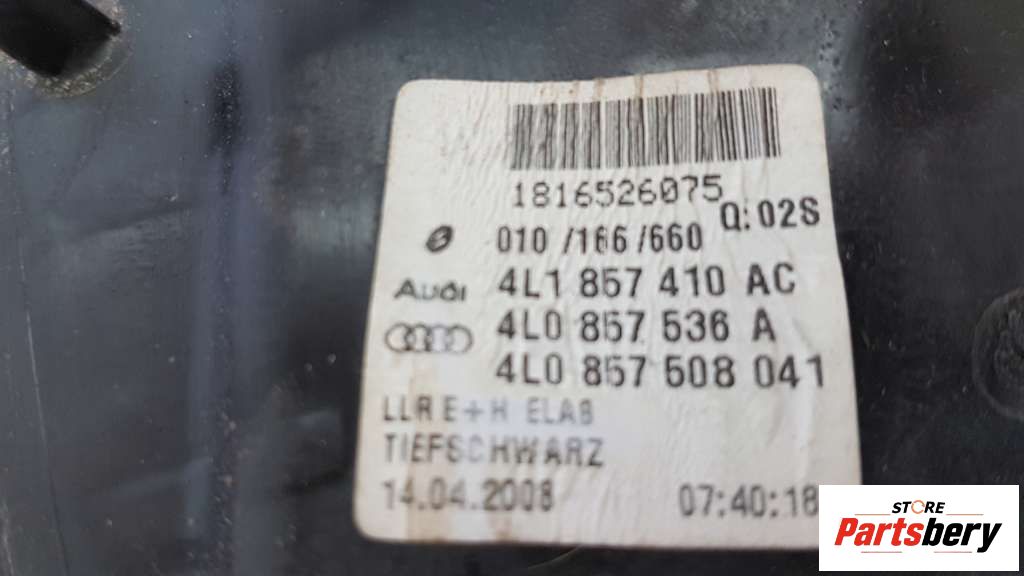 1816526075
Q:02S
010 /166 /660
Audi
4L1 857 410 AC
4L0 857 536 A
4L0 857 508 041
LLR E+H ELAB
TIEFSCHWARZ
14.04.2008 07:40:18
STORE
Partsbery